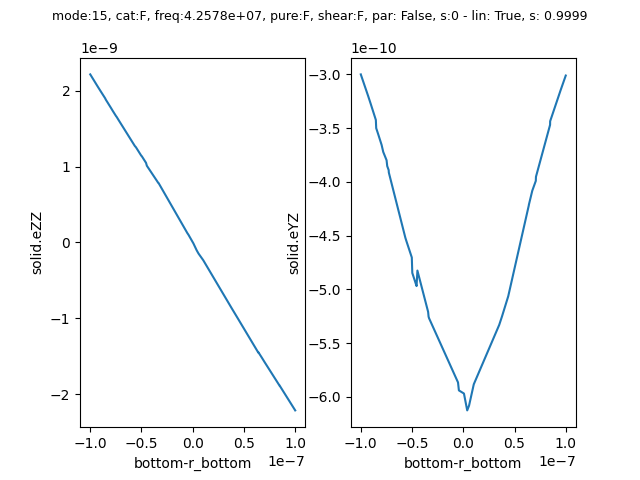 mode:15, cat:F, freq:4.2578e+07, pure:F, shear:F, par: False, s:0 - lin: True, s: 0.9999
1e−9
2
1
0
−1
−2
solid.eZZ
−1.0 −0.5 0.0 0.5 1.0
bottom-r_bottom 1e−7
1e−10
−3.0
−3.5
−4.0
−4.5
−5.0
−5.5
−6.0
solid.eYZ
−1.0 −0.5 0.0 0.5 1.0
bottom-r_bottom 1e−7